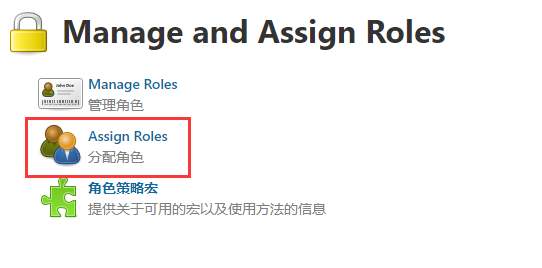 Manage and Assign Roles
John Doe
Manage Roles
管理角色
Assign Roles
分配角色
角色策略宏
提供关于可用的宏以及使用方法的信息